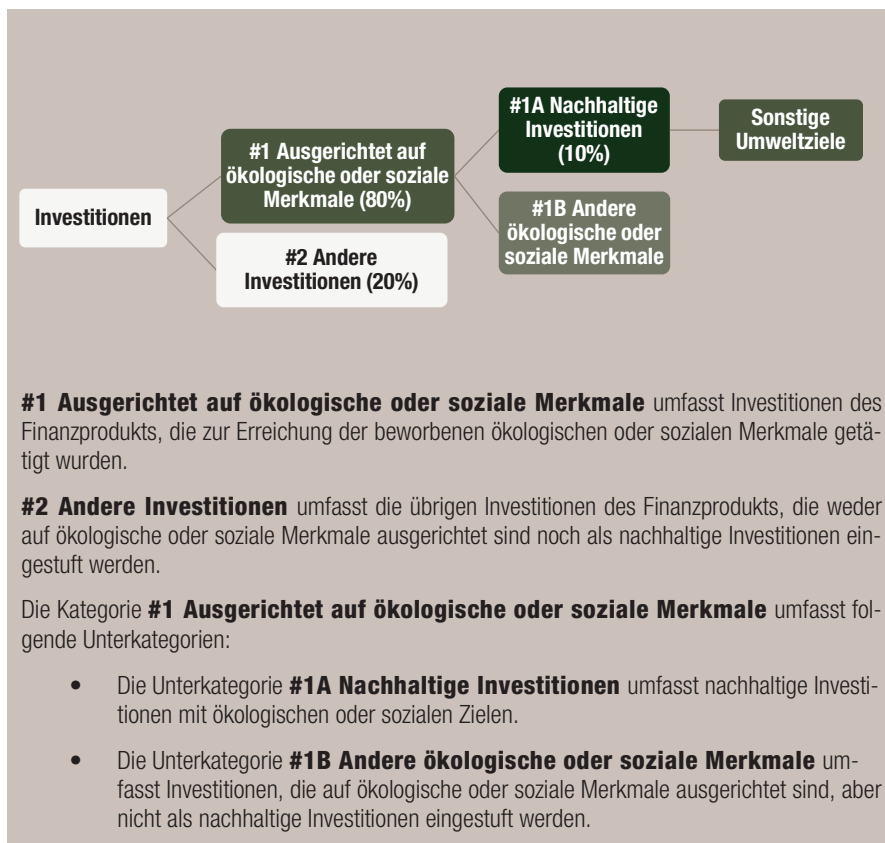 Investitionen
#1 Ausgerichtet auf
ökologische oder soziale
Merkmale (80%)
#2 Andere
Investitionen (20%)
#1A Nachhaltige
Investitionen
(10%)
#1B Andere
ökologische oder
soziale Merkmale
Sonstige
Umweltziele
#1 Ausgerichtet auf ökologische oder soziale Merkmale umfasst Investitionen des
Finanzprodukts, die zur Erreichung der beworbenen ökologischen oder sozialen Merkmale getä-
tigt wurden.
#2 Andere Investitionen umfasst die übrigen Investitionen des Finanzprodukts, die weder
auf ökologische oder soziale Merkmale ausgerichtet sind noch als nachhaltige Investitionen ein-
gestuft werden.
Die Kategorie #1 Ausgerichtet auf ökologische oder soziale Merkmale umfasst fol-
gende Unterkategorien:
• Die Unterkategorie #1A Nachhaltige Investitionen umfasst nachhaltige Investi-
tionen mit ökologischen oder sozialen Zielen.
• Die Unterkategorie #1B Andere ökologische oder soziale Merkmale um-
fasst Investitionen, die auf ökologische oder soziale Merkmale ausgerichtet sind, aber
nicht als nachhaltige Investitionen eingestuft werden.